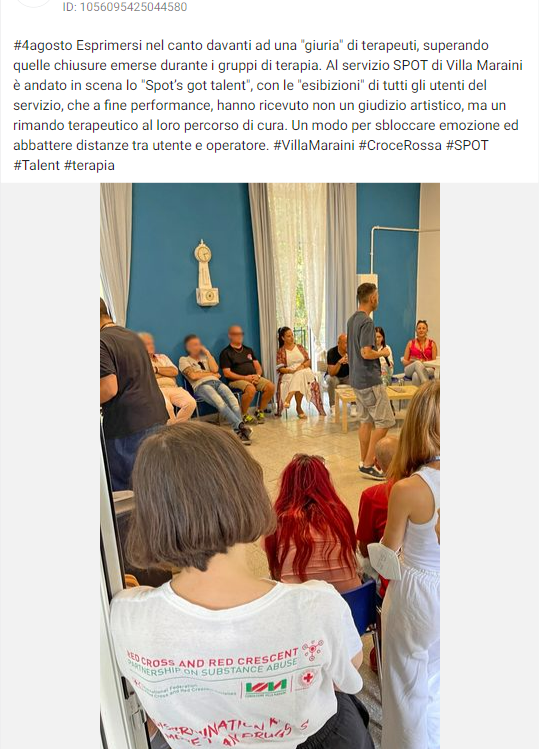 ID: 1056095425044580
#4agosto Esprimersi nel canto davanti ad una "giuria" di terapeuti, superando
quelle chiusure emerse durante i gruppi di terapia. Al servizio SPOT di Villa Maraini
è andato in scena lo "Spot's got talent", con le "esibizioni" di tutti gli utenti del
servizio, che a fine performance, hanno ricevuto non un giudizio artistico, ma un
rimando terapeutico al loro percorso di cura. Un modo per sbloccare emozione ed
abbattere distanze tra utente e operatore. #VillaMaraini #CroceRossa #SPOT
#Talent #terapia
RED CROSS AND RED CRESCENT
PARTNERSHIP ON SUBSTANCE ABUSE